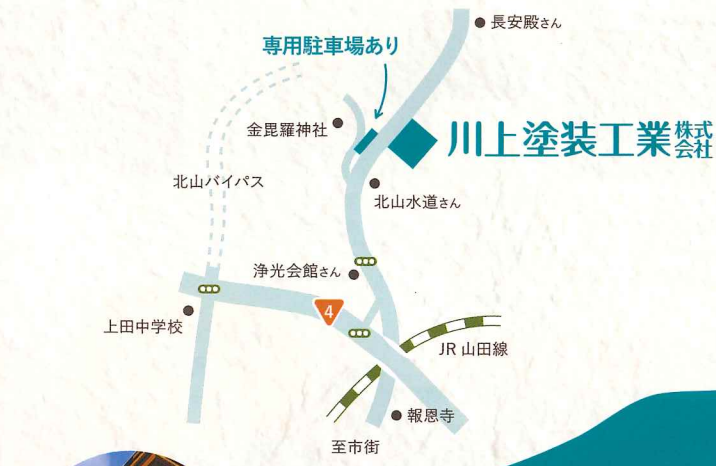 長安殿さん
専用駐車場あり
金毘羅神社
川上塗装工業株式会社
北山バイパス
北山水道さん
浄光会館さん
4
上田中学校
JR 山田線
報恩寺
至市街